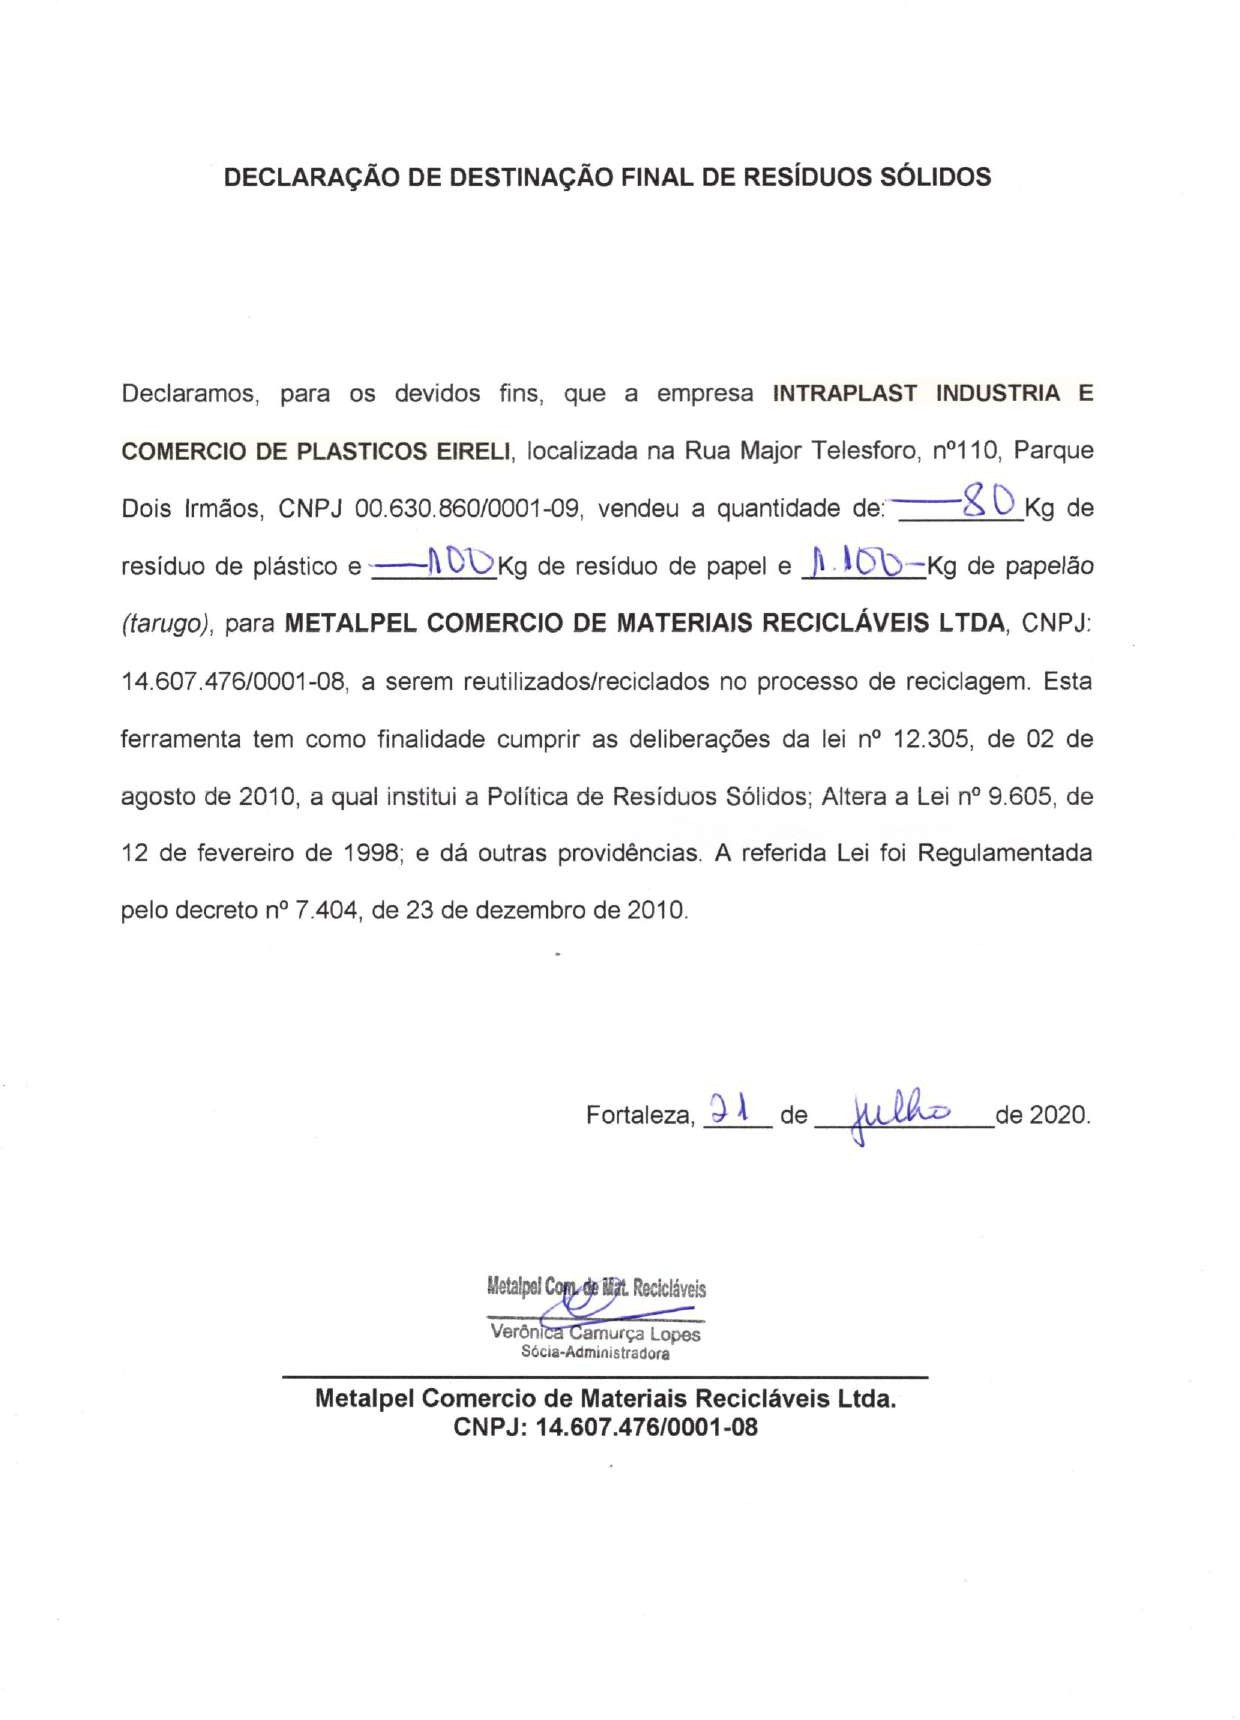 DECLARAÇÃO DE DESTINAÇÃO FINAL DE RESÍDUOS SÓLIDOS
Declaramos, para os devidos fins, que a empresa INTRAPLAST INDUSTRIA E
COMERCIO DE PLASTICOS EIRELI, localizada na Rua Major Telesforo, nº110, Parque
Dois Irmãos, CNPJ 00.630.860/0001-09, vendeu a quantidade de: 80 Kg de
resíduo de plástico e 100 Kg de resíduo de papel e 1.100 Kg de papelão
(tarugo), para METALPEL COMERCIO DE MATERIAIS RECICLÁVEIS LTDA, CNPJ:
14.607.476/0001-08, a serem reutilizados/reciclados no processo de reciclagem. Esta
ferramenta tem como finalidade cumprir as deliberações da lei nº 12.305, de 02 de
agosto de 2010, a qual institui a Política de Resíduos Sólidos; Altera a Lei nº 9.605, de
12 de fevereiro de 1998; e dá outras providências. A referida Lei foi Regulamentada
pelo decreto nº 7.404, de 23 de dezembro de 2010.
Fortaleza, 21 de julho de 2020.
Metalpel Com. de Mat. Recicláveis
Verônica Camurça Lopes
Sócia-Administradora
Metalpel Comercio de Materiais Recicláveis Ltda.
CNPJ: 14.607.476/0001-08